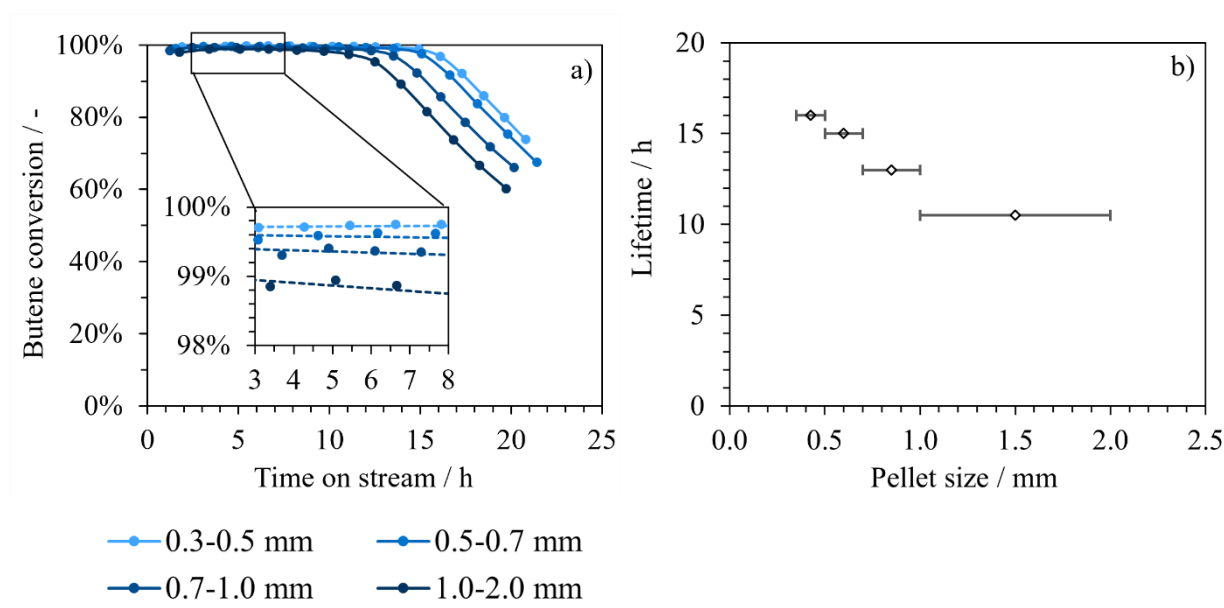 a)
100%
80%
60%
40%
20%
0%
Butene conversion / -
100%
99%
98%
3 4 5 6 7 8
0 5 10 15 20 25
Time on stream / h
0.3-0.5 mm
0.5-0.7 mm
0.7-1.0 mm
1.0-2.0 mm
b)
20
15
10
5
0
Lifetime / h
0.0 0.5 1.0 1.5 2.0 2.5
Pellet size / mm